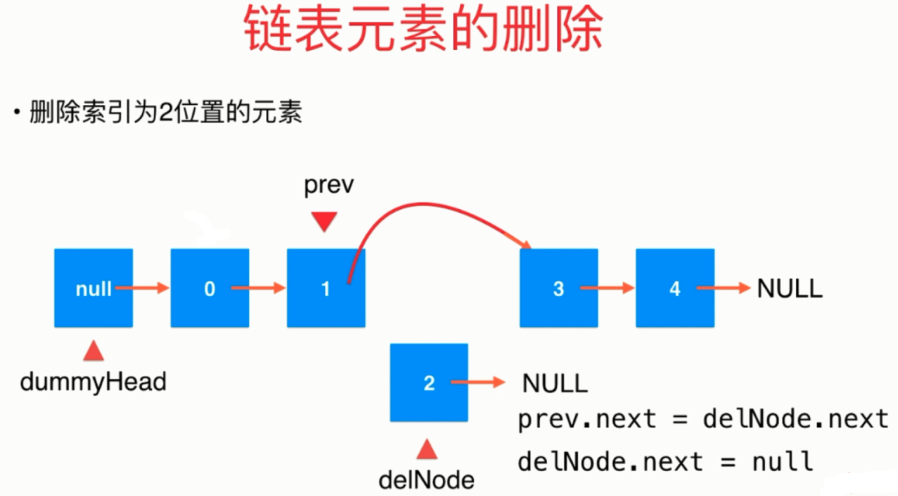 链表元素的删除
• 删除索引为2位置的元素
prev
null 0 1 3 4 NULL
dummyHead
2 NULL
prev.next = delNode.next
delNode.next = null
delNode